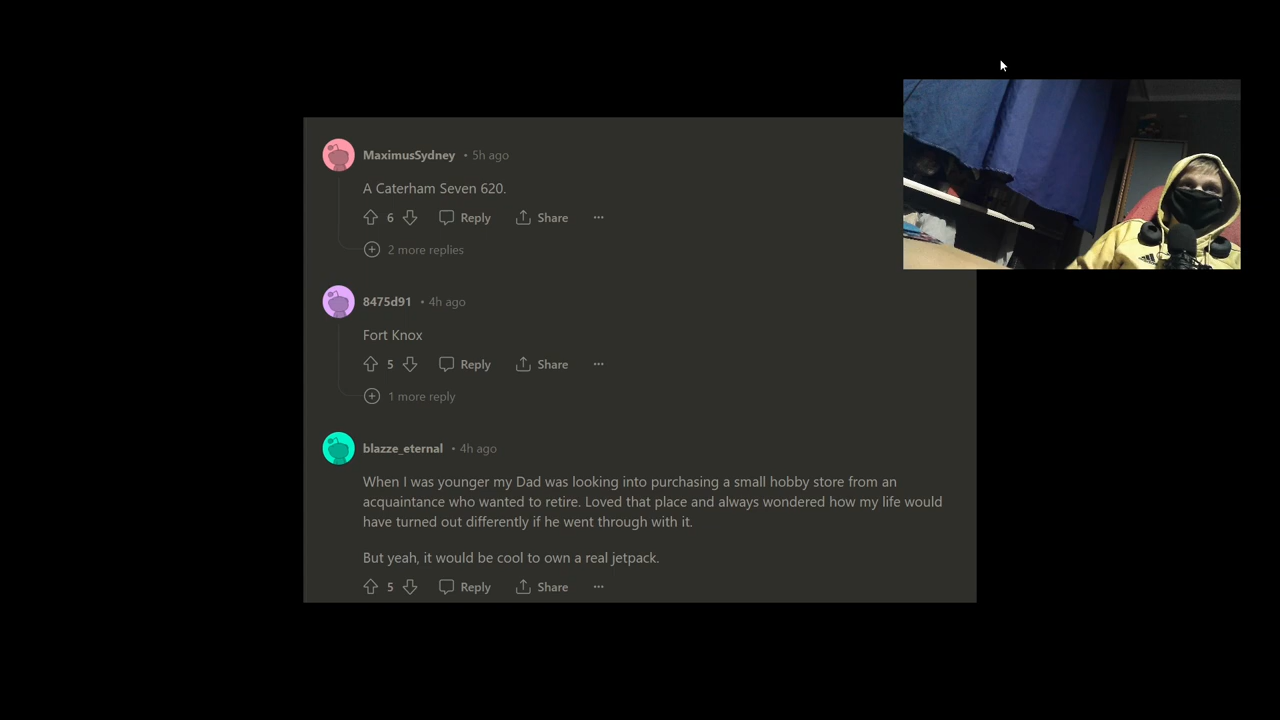 MaximusSydney • 5h ago
A Caterham Seven 620.
6 Reply Share
2 more replies
8475d91 • 4h ago
Fort Knox
5 Reply Share
1 more reply
blazze_eternal • 4h ago
When I was younger my Dad was looking into purchasing a small hobby store from an
acquaintance who wanted to retire. Loved that place and always wondered how my life would
have turned out differently if he went through with it.
But yeah, it would be cool to own a real jetpack.
5 Reply Share